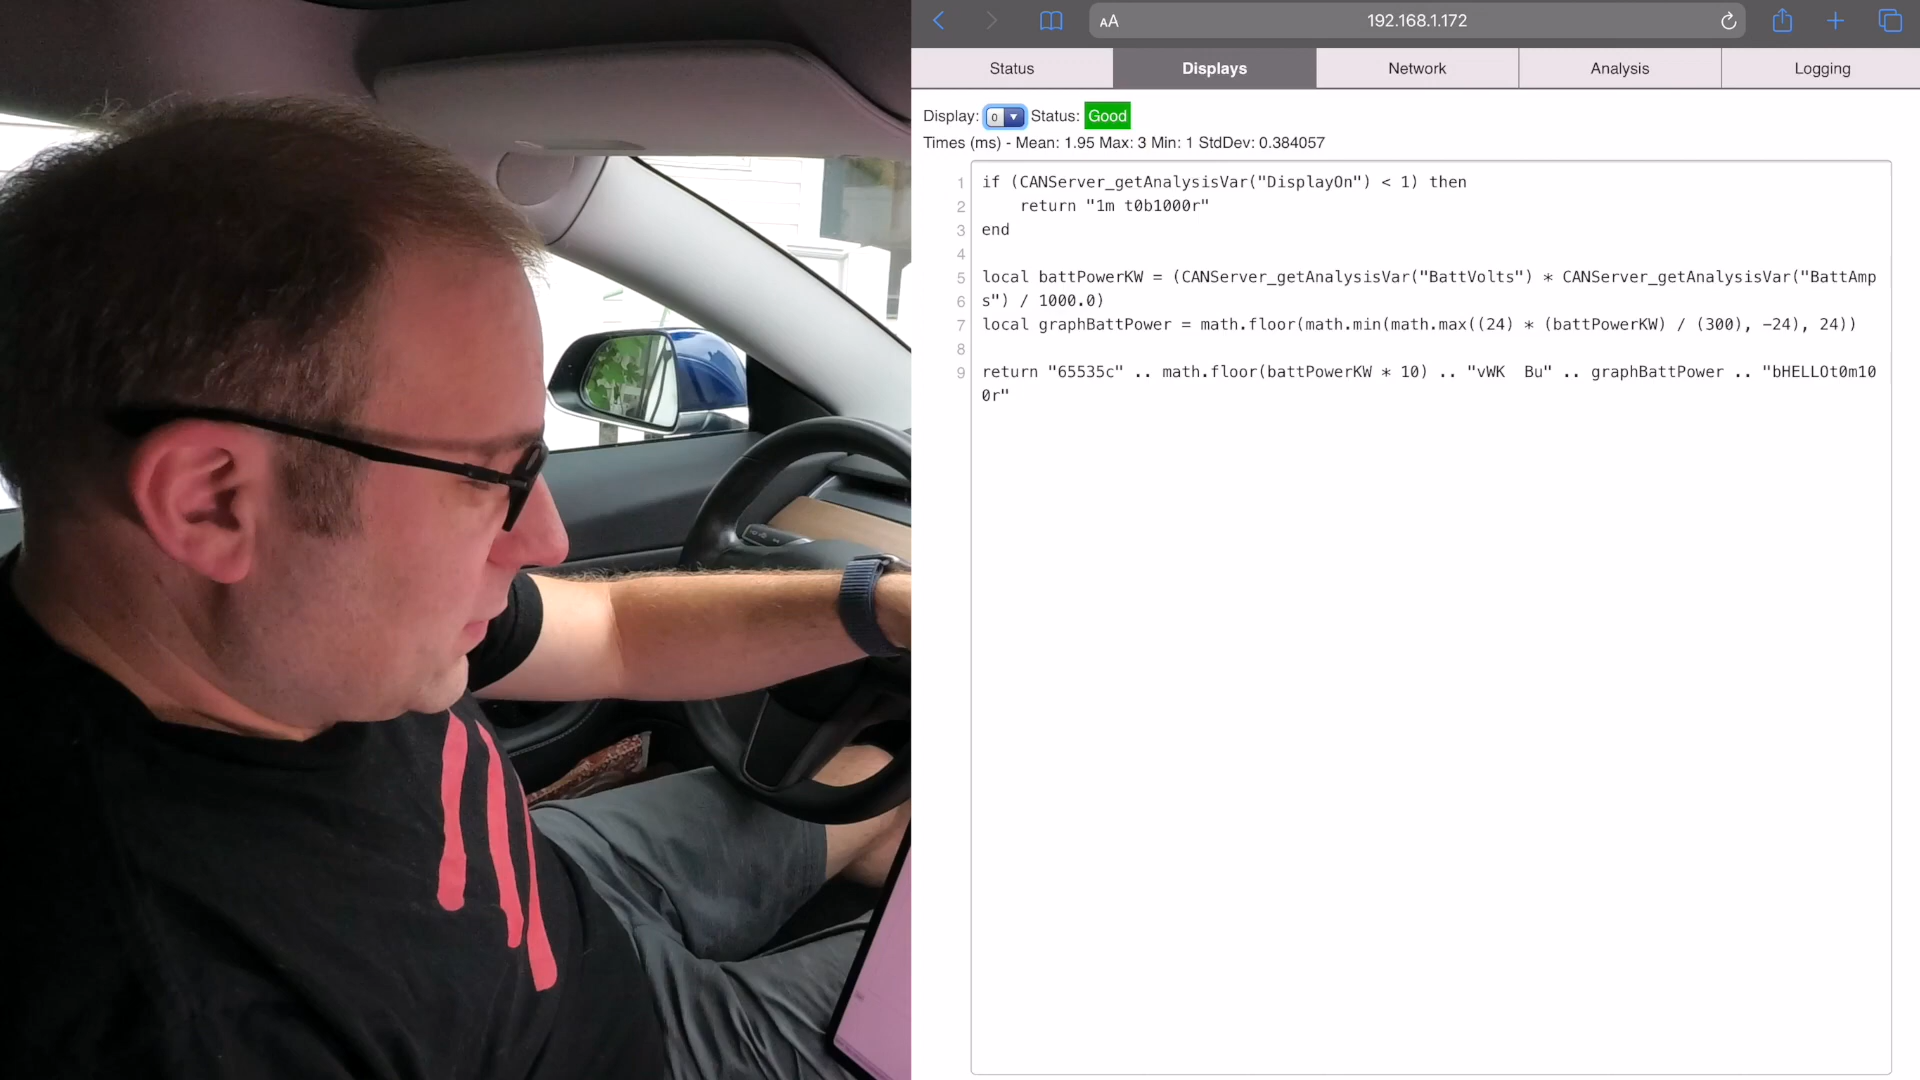 AA 192.168.1.172
Status Displays Network Analysis Logging
Display: 0 Status: Good
Times (ms) - Mean: 1.95 Max: 3 Min: 1 StdDev: 0.384057
1 if (CANServer_getAnalysisVar("DisplayOn") < 1) then
2 return "1m t0b1000r"
3 end
4
5 local battPowerKW = (CANServer_getAnalysisVar("BattVolts") * CANServer_getAnalysisVar("BattAmp
6 s") / 1000.0)
7 local graphBattPower = math.floor(math.min(math.max((24) * (battPowerKW) / (300), -24), 24))
8
9 return "65535c" .. math.floor(battPowerKW * 10) .. "vWK  Bu" .. graphBattPower .. "bHELLOt0m10
0r"